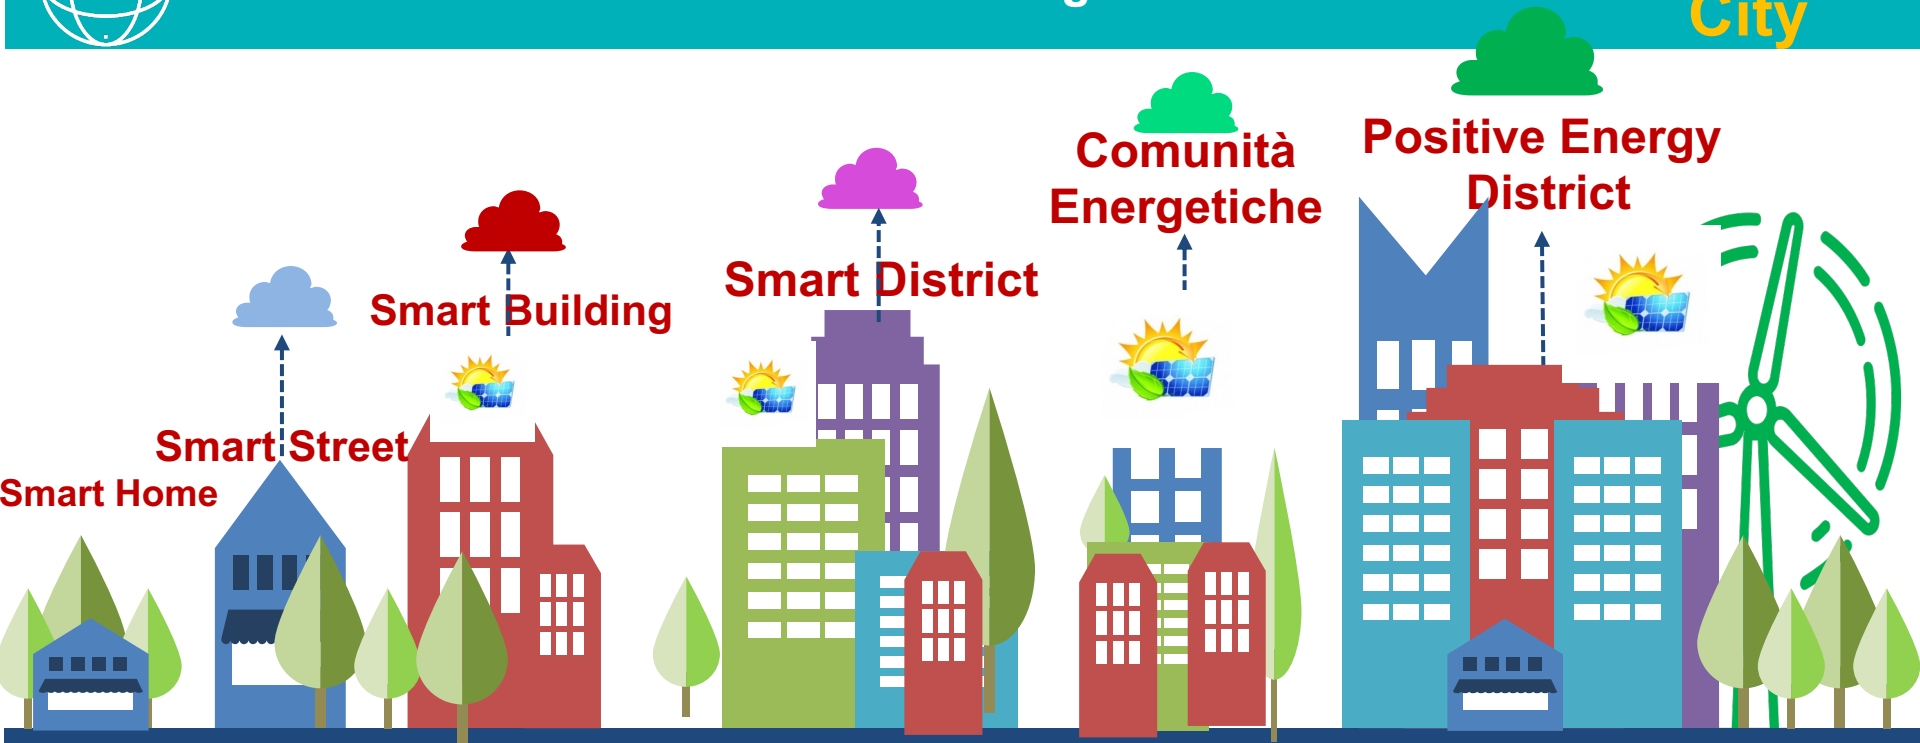 City
Comunità
Energetiche
Positive Energy
District
Smart Building
Smart District
Smart Street
Smart Home